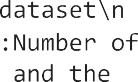 dataset\n
:Number of
and the